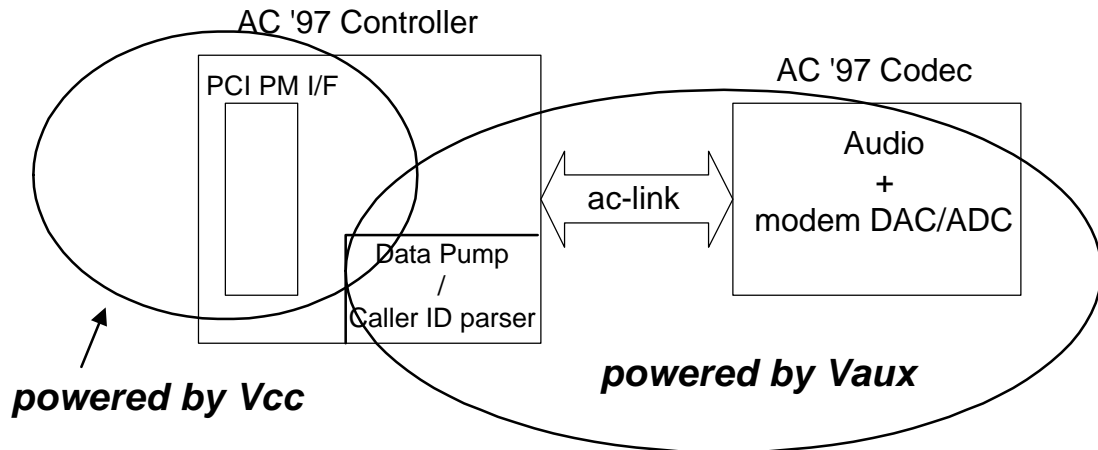 AC '97 Controller
PCI PM I/F
AC '97 Codec
Audio
+
modem DAC/ADC
ac-link
Data Pump
/
Caller ID parser
powered by Vcc
powered by Vaux